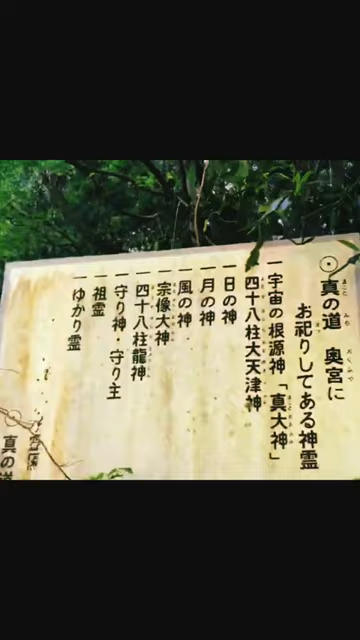 ☉真の道 奥宮に
お祀りしてある神霊
一宇宙の根源神「真大神」
一四十八柱大天津神
一日の神
一月の神
一風の神
一宗像大神
一四十八柱龍神
一守り神・守り主
一祖霊
一ゆかり霊
真の道